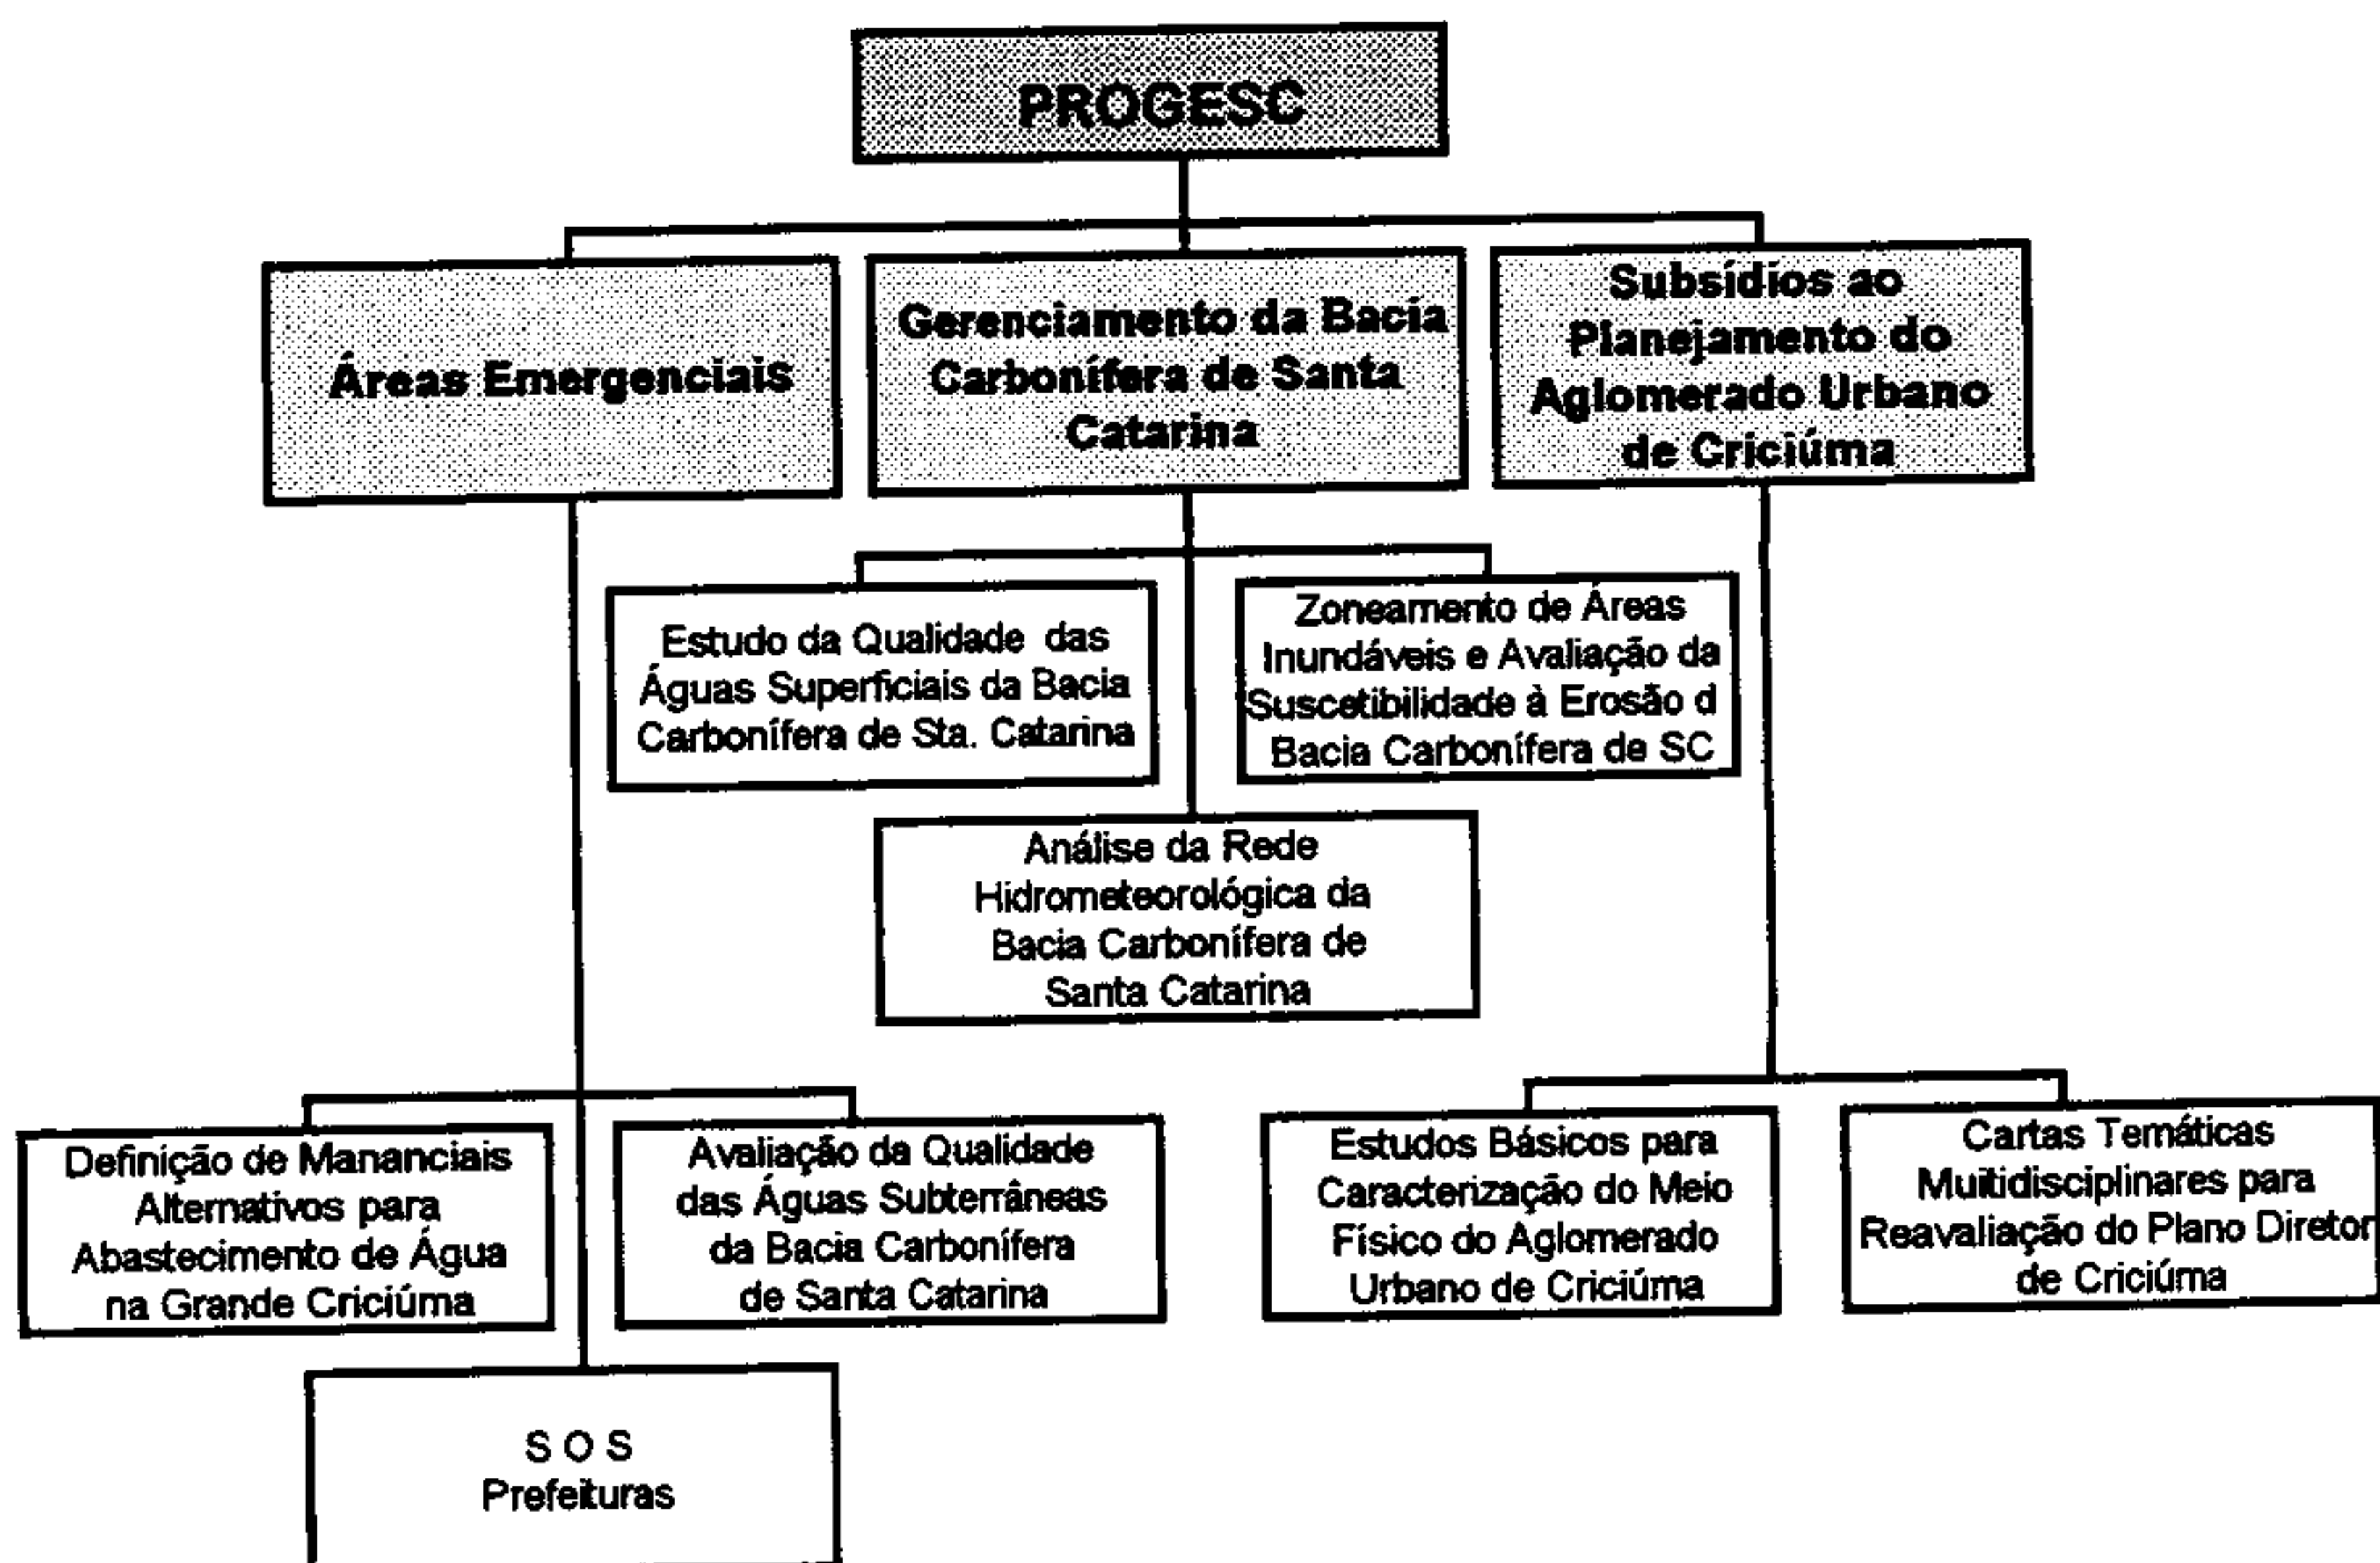 PROGESC
Áreas Emergenciais
Gerenciamento da Bacia
Carbonífera de Santa
Catarina
Subsídios ao
Planejamento do
Aglomerado Urbano
de Criciúma
Estudo da Qualidade das
Águas Superficiais da Bacia
Carbonífera de Sta. Catarina
Zoneamento de Áreas
Inundáveis e Avaliação da
Suscetibilidade à Erosão d
Bacia Carbonífera de SC
Análise da Rede
Hidrometeorológica da
Bacia Carbonífera de
Santa Catarina
Definição de Mananciais
Alternativos para
Abastecimento de Água
na Grande Criciúma
Avaliação da Qualidade
das Águas Subterrâneas
da Bacia Carbonífera
de Santa Catarina
Estudos Básicos para
Caracterização do Meio
Físico do Aglomerado
Urbano de Criciúma
Cartas Temáticas
Multidisciplinares para
Reavaliação do Plano Diretor
de Criciúma
S O S
Prefeituras